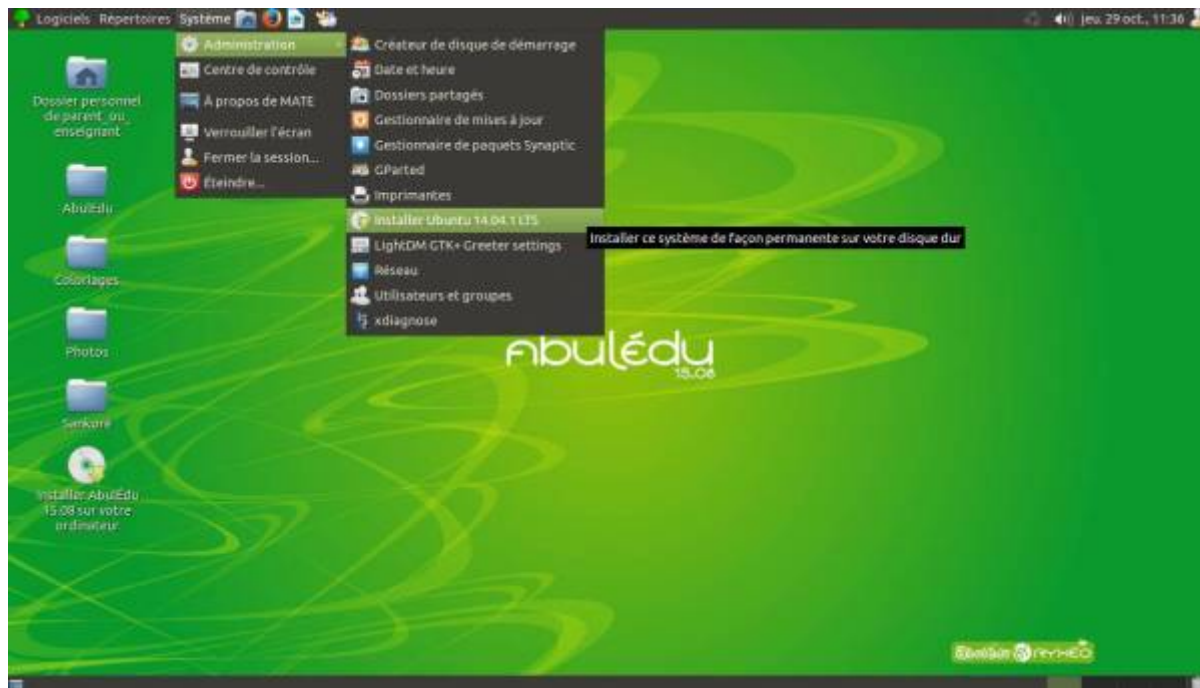 Logiciels Répertoires Système jeu. 29 oct., 11:36
Administration
Centre de contrôle
À propos de MATE
Verrouiller l'écran
Fermer la session...
Éteindre...
Créateur de disque de démarrage
Date et heure
Dossiers partagés
Gestionnaire de mises à jour
Gestionnaire de paquets Synaptic
GParted
Imprimantes
Installer Ubuntu 14.04.1 LTS
LightDM GTK+ Greeter settings
Réseau
Utilisateurs et groupes
xdiagnose
Installer ce système de façon permanente sur votre disque dur
Dossier personnel
de parent_ou_
enseignant
AbulEdu
Coloriages
Photos
Sankoré
Installer AbulEdu
15.08 sur votre
ordinateur
Abulédu
15.08
RYXEO